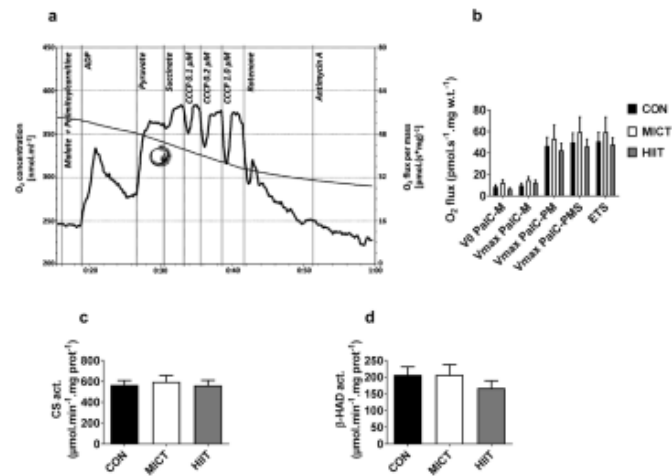 a
Malate + Palmitoylcarnitine
ADP
Pyruvate
Succinate
CCCP 0.1 µM
CCCP 0.2 µM
CCCP 1.0 µM
Rotenone
Antimycin A
O₂ concentration
[nmol.ml⁻¹]
450
400
350
300
250
O₂ flux per mass
[pmol.(s*mg)⁻¹]
80
64
48
32
16
0
0:20
0:30
0:40
1:00
b
O₂ flux (pmol.s⁻¹.mg w.t.⁻¹)
80
60
40
20
0
CON
MICT
HIIT
V0 PalC-M
Vmax PalC-M
Vmax PalC-PM
Vmax PalC-PMS
ETS
c
CS act.
(µmol.min⁻¹.mg prot⁻¹)
800
600
400
200
0
CON
MICT
HIIT
d
β-HAD act.
(µmol.min⁻¹.mg prot⁻¹)
250
200
150
100
50
0
CON
MICT
HIIT